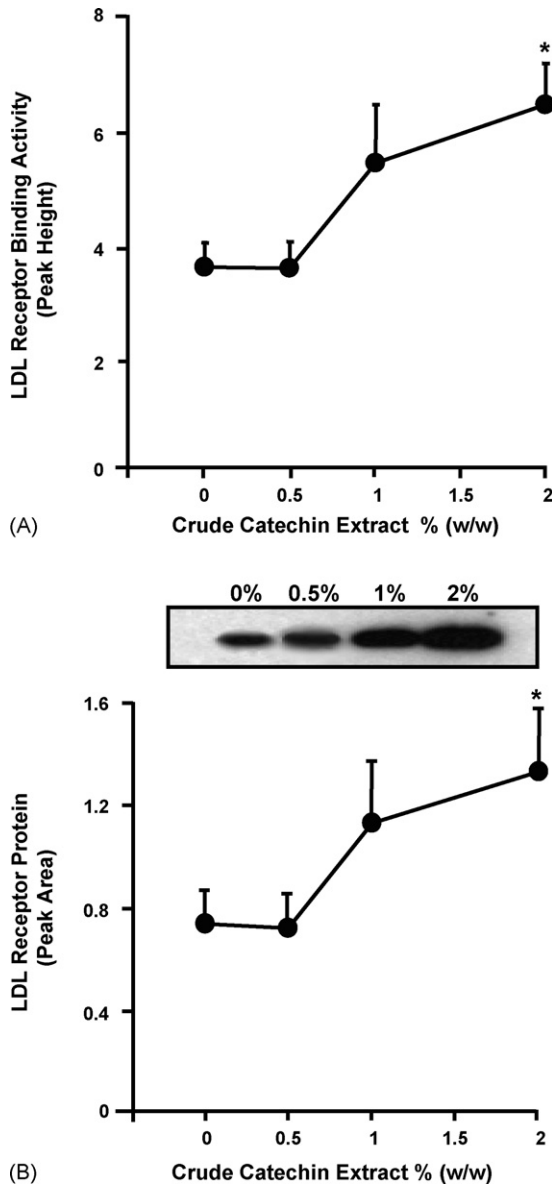 8
*
6
4
2
0
LDL Receptor Binding Activity
(Peak Height)
0 0.5 1 1.5 2
(A)
Crude Catechin Extract % (w/w)
0% 0.5% 1% 2%
1.6
*
1.2
0.8
0.4
0
LDL Receptor Protein
(Peak Area)
0 0.5 1 1.5 2
(B)
Crude Catechin Extract % (w/w)